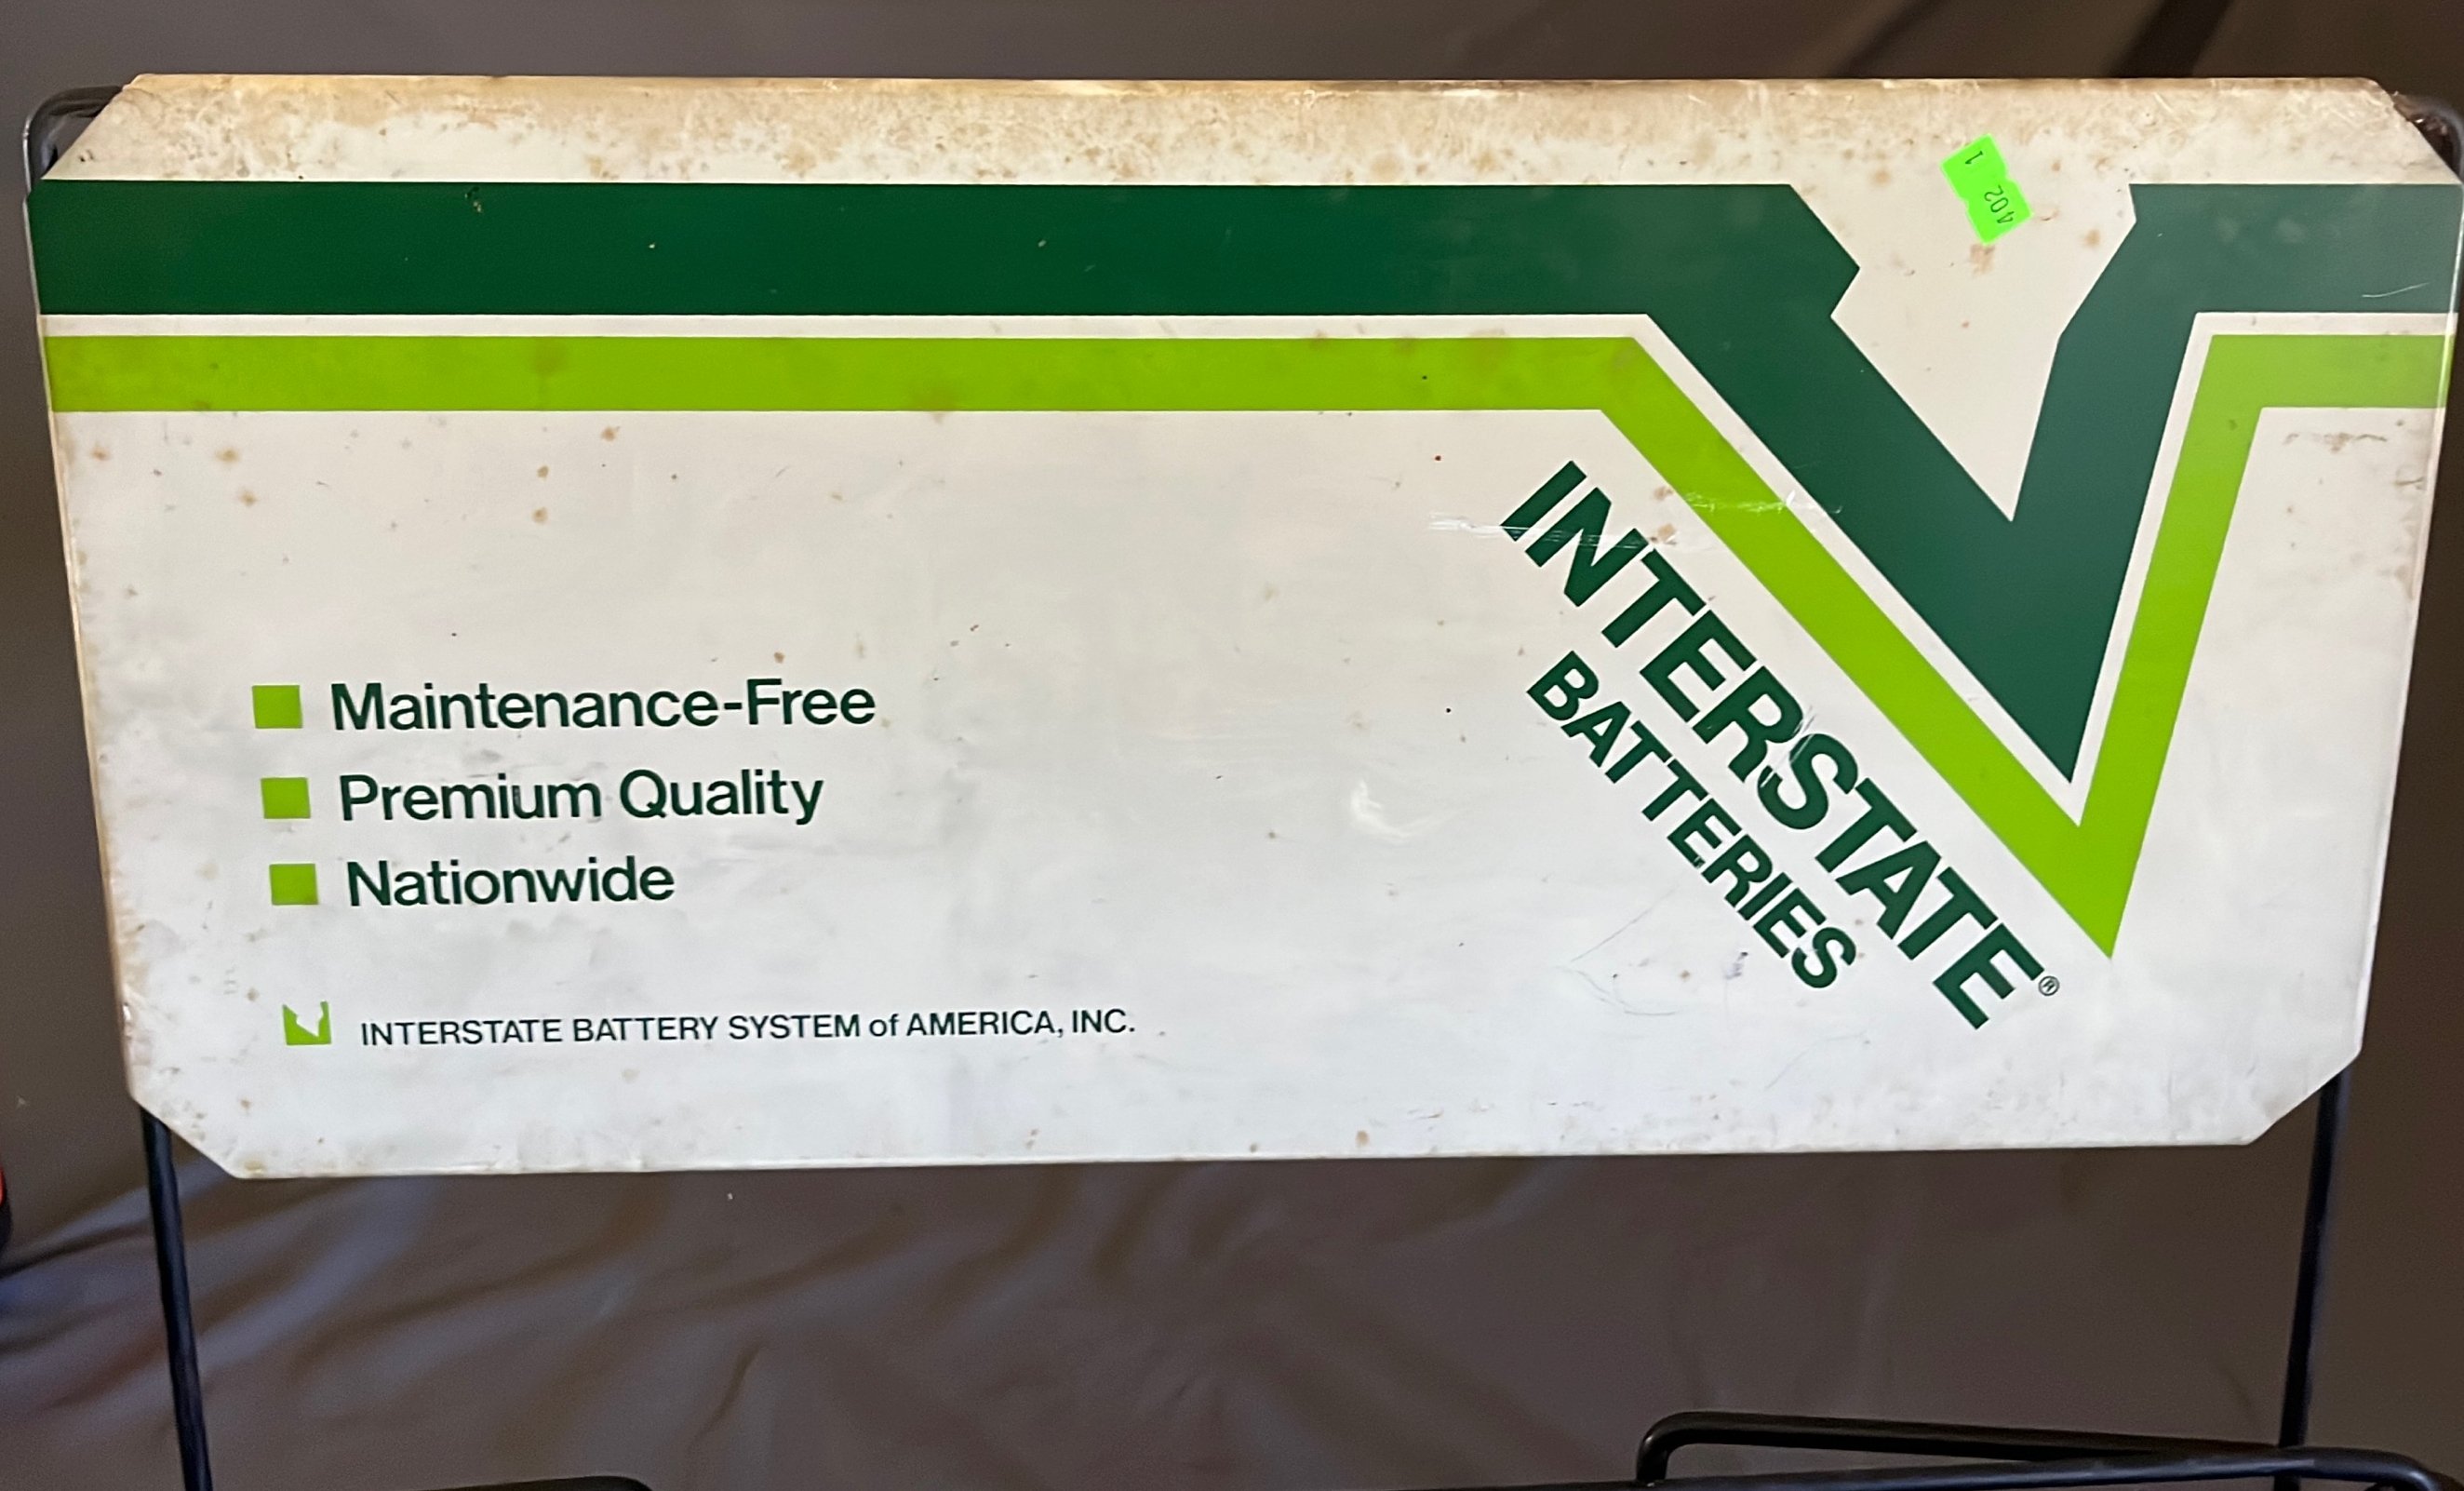 402 1
INTERSTATE®
BATTERIES
Maintenance-Free
Premium Quality
Nationwide
INTERSTATE BATTERY SYSTEM of AMERICA, INC.